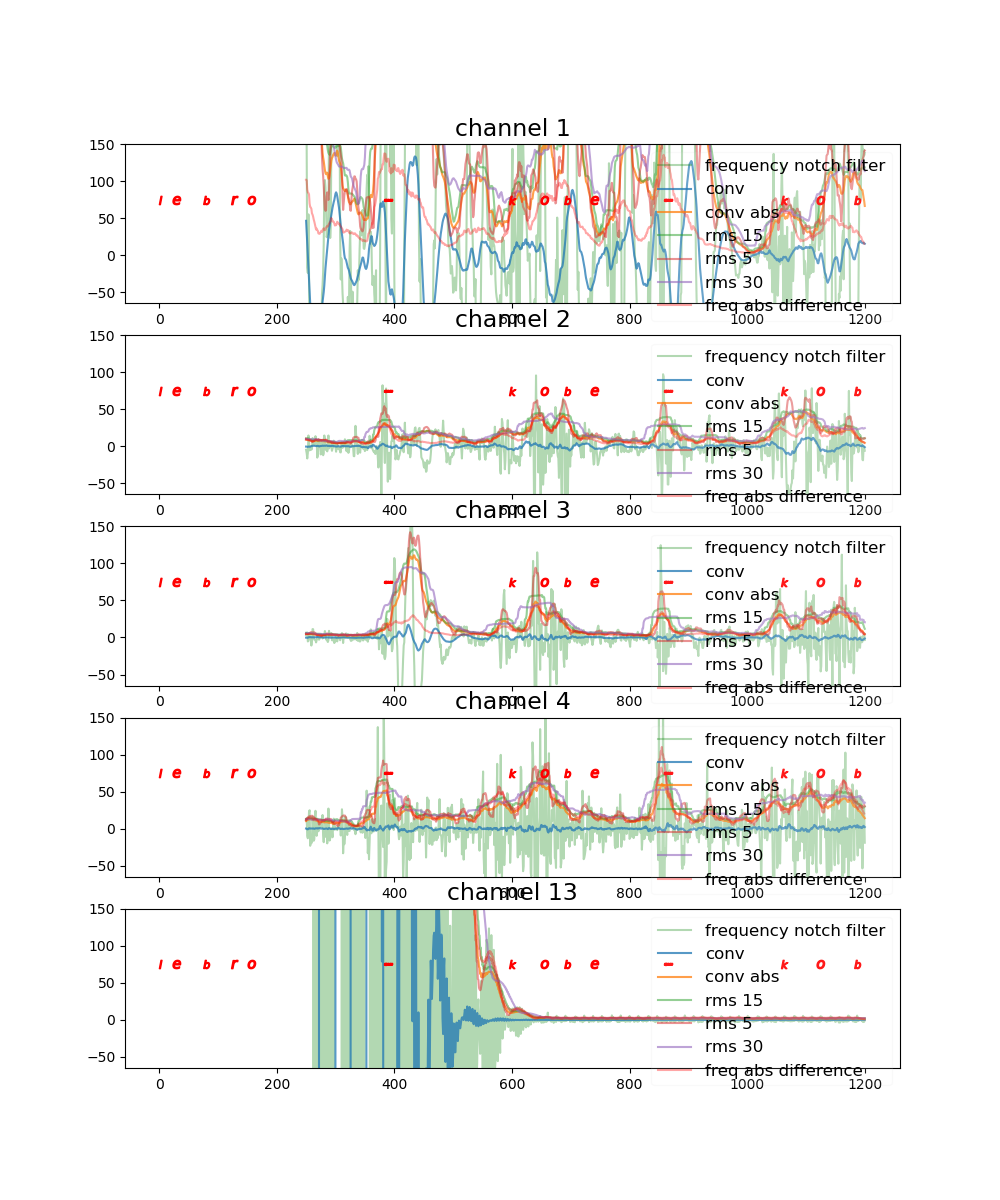 channel 1
150
100
50
0
−50
l e b r o - k o b e - k o b
frequency notch filter
conv
conv abs
rms 15
rms 5
rms 30
freq abs difference
0 200 400 600 800 1000 1200
channel 2
150
100
50
0
−50
l e b r o - k o b e - k o b
frequency notch filter
conv
conv abs
rms 15
rms 5
rms 30
freq abs difference
0 200 400 600 800 1000 1200
channel 3
150
100
50
0
−50
l e b r o - k o b e - k o b
frequency notch filter
conv
conv abs
rms 15
rms 5
rms 30
freq abs difference
0 200 400 600 800 1000 1200
channel 4
150
100
50
0
−50
l e b r o - k o b e - k o b
frequency notch filter
conv
conv abs
rms 15
rms 5
rms 30
freq abs difference
0 200 400 600 800 1000 1200
channel 13
150
100
50
0
−50
l e b r o - k o b e - k o b
frequency notch filter
conv
conv abs
rms 15
rms 5
rms 30
freq abs difference
0 200 400 600 800 1000 1200